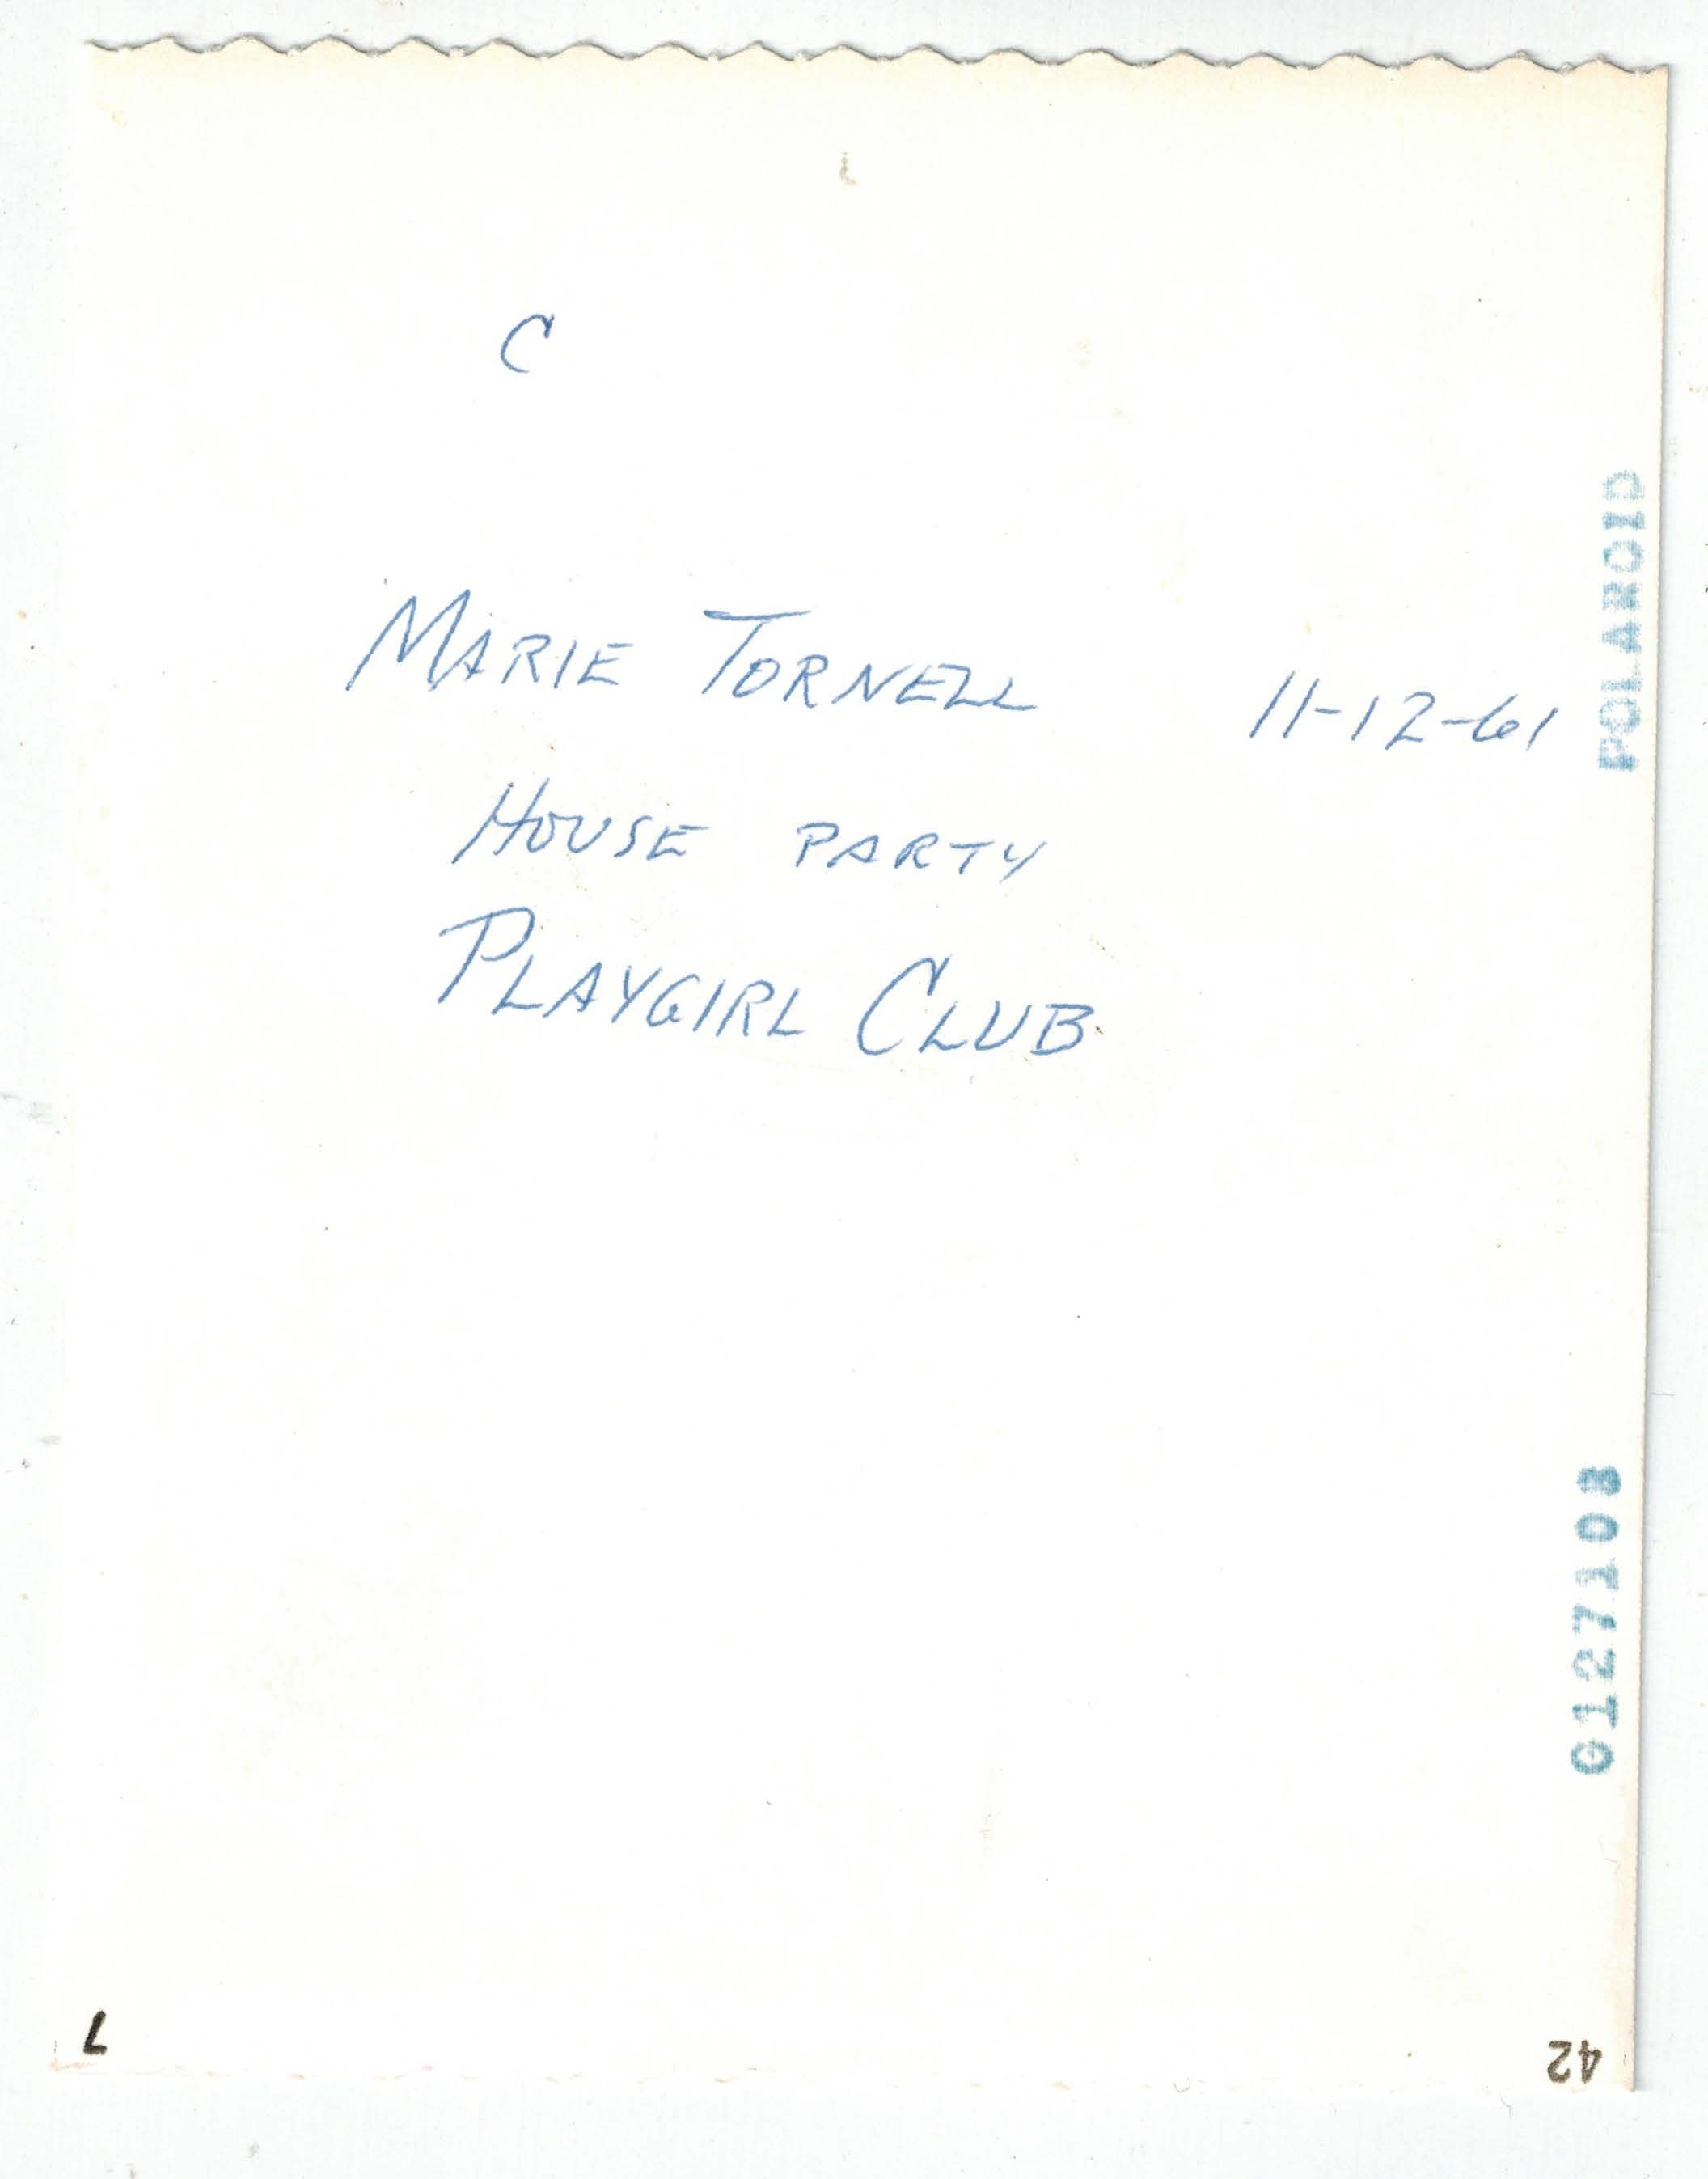 C
MARIE TORNELL 11-12-61
HOUSE PARTY
PLAYGIRL CLUB
POLAROID
0127108
7
42